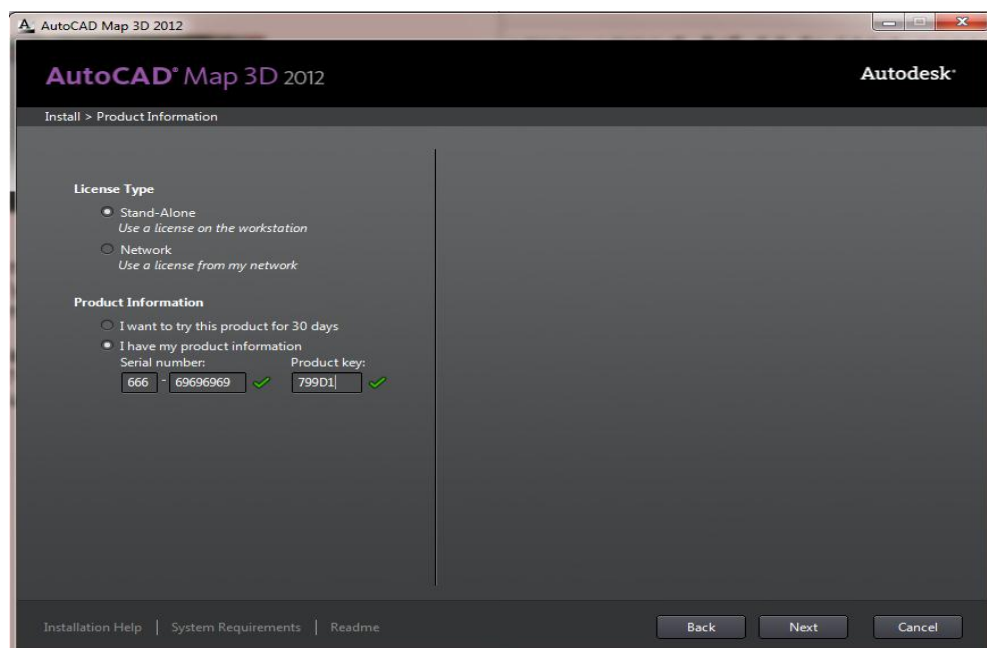 AutoCAD Map 3D 2012
AutoCAD® Map 3D 2012
Autodesk®
Install > Product Information
License Type
Stand-Alone
Use a license on the workstation
Network
Use a license from my network
Product Information
I want to try this product for 30 days
I have my product information
Serial number: Product key:
666 - 69696969 799D1
Installation Help | System Requirements | Readme Back Next Cancel